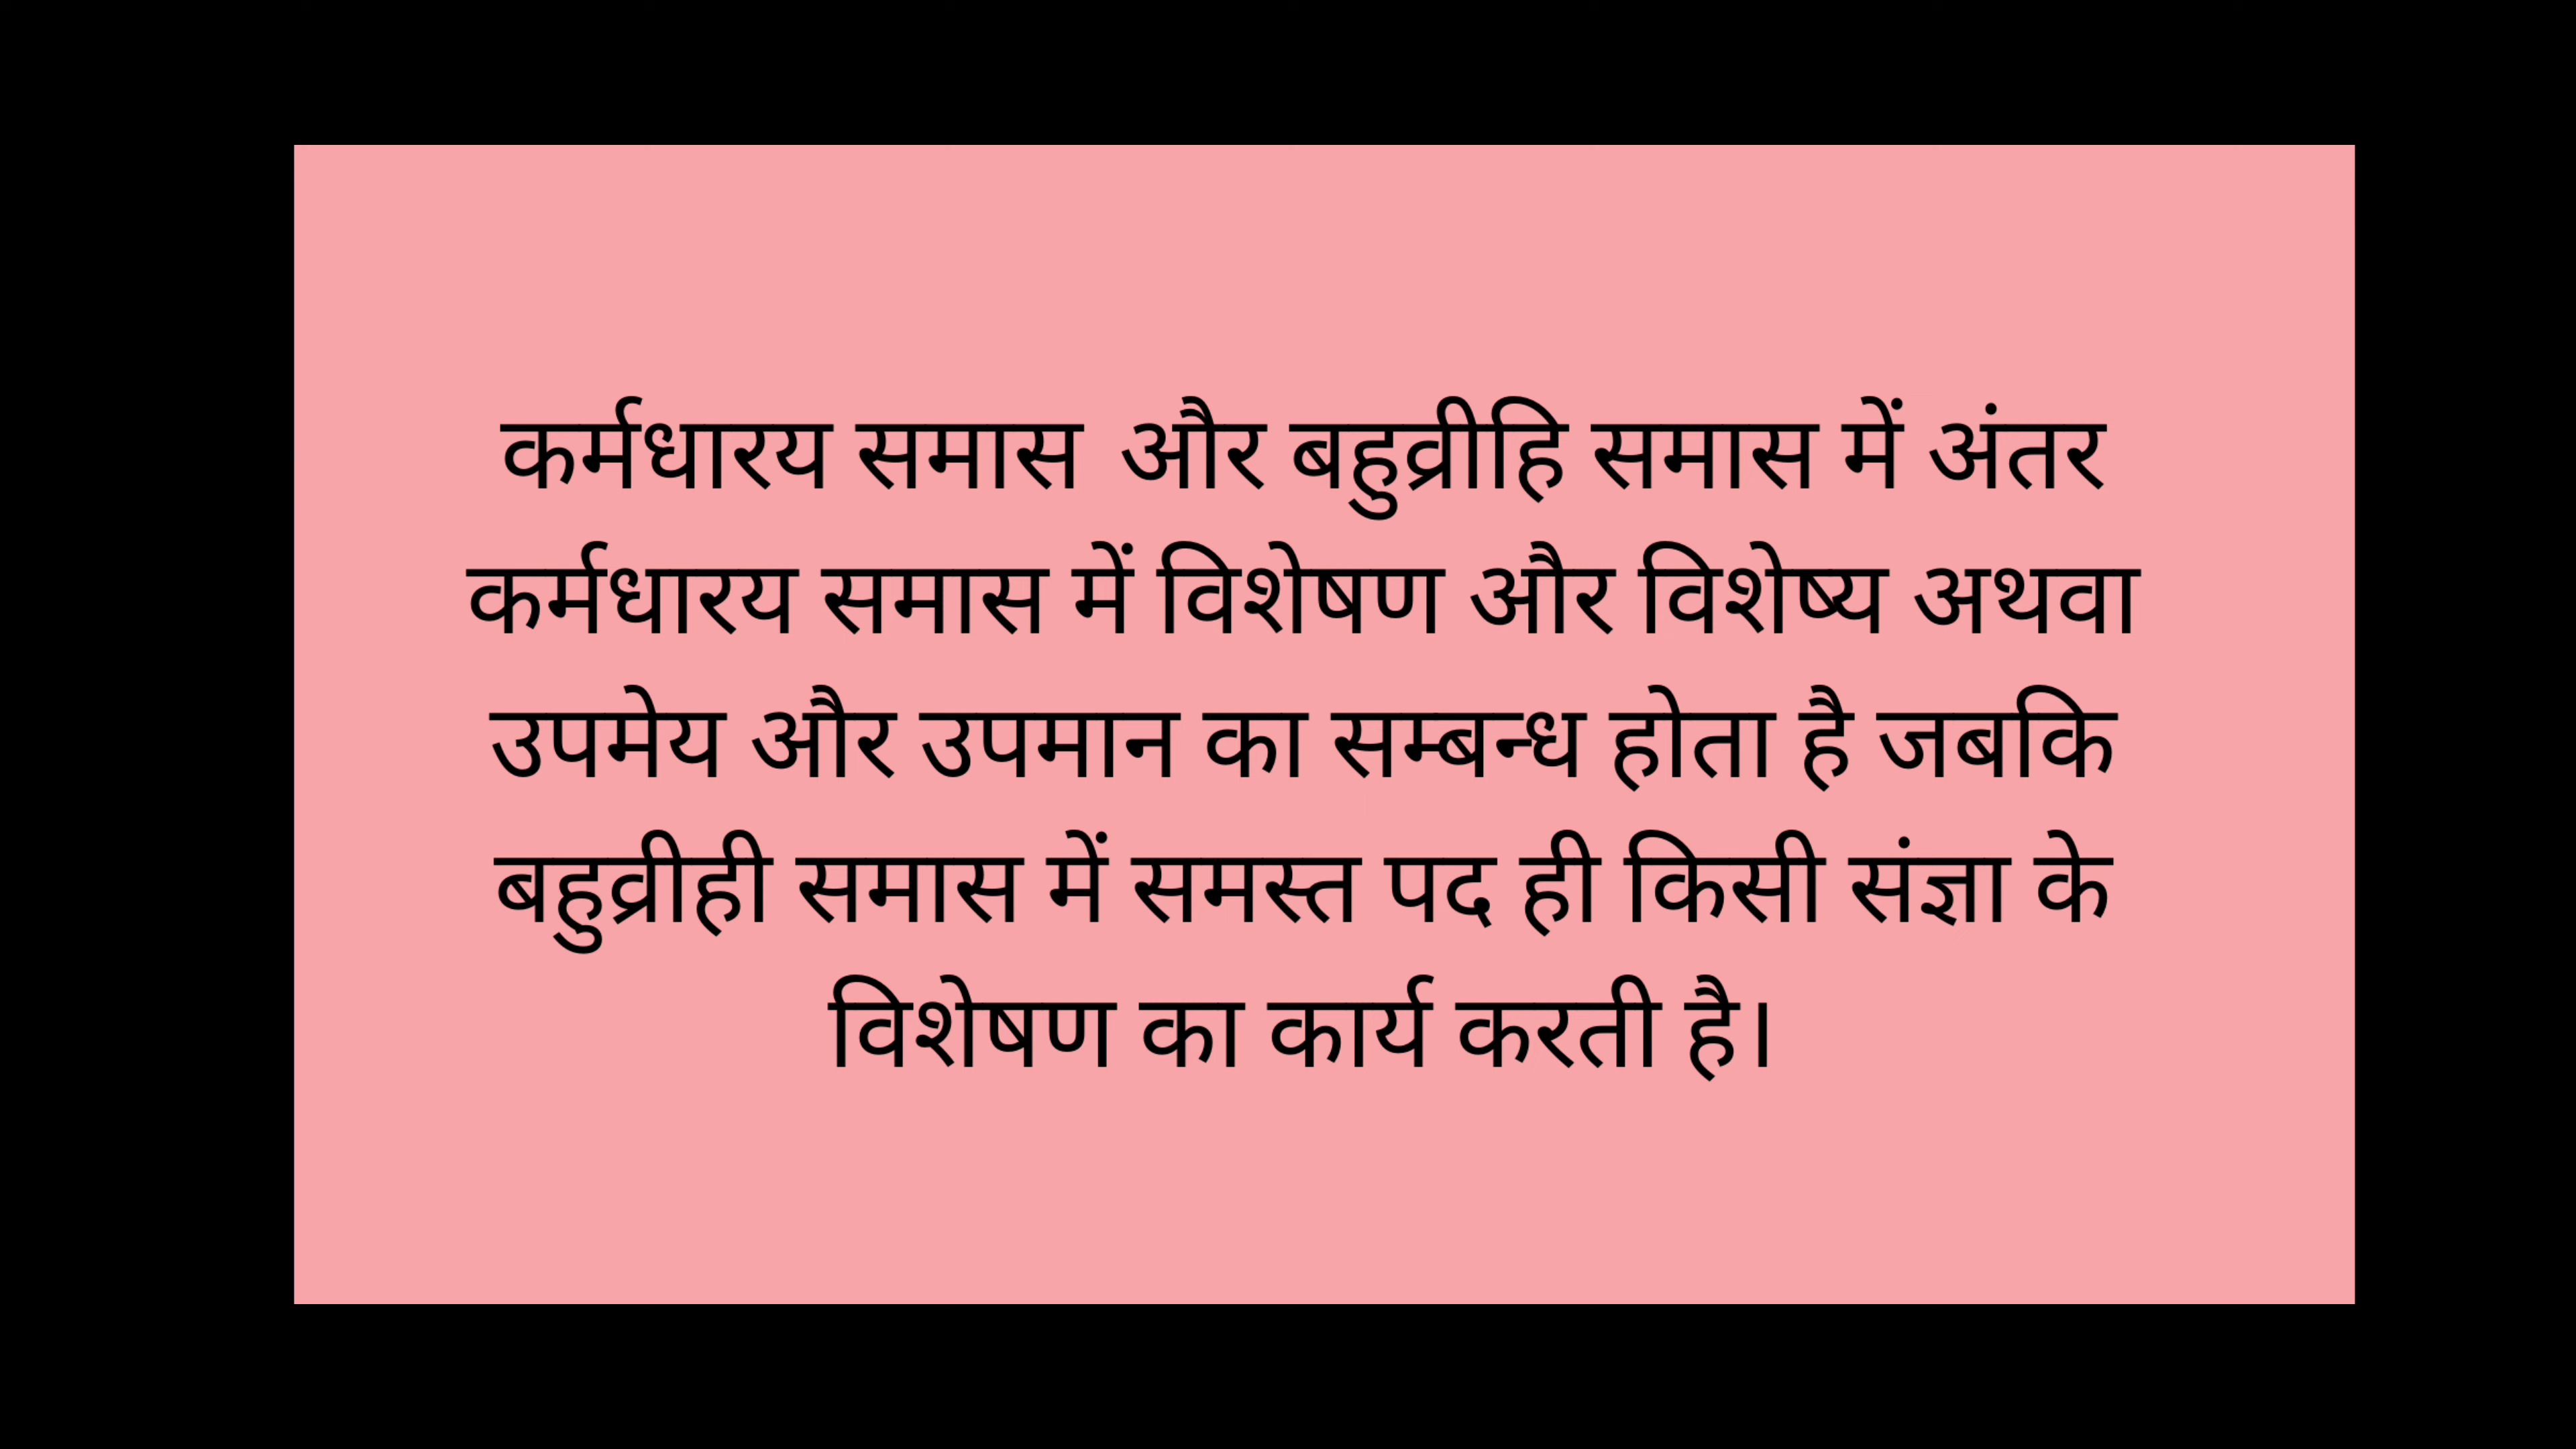 कर्मधारय समास और बहुव्रीहि समास में अंतर
कर्मधारय समास में विशेषण और विशेष्य अथवा
उपमेय और उपमान का सम्बन्ध होता है जबकि
बहुव्रीही समास में समस्त पद ही किसी संज्ञा के
विशेषण का कार्य करती है।